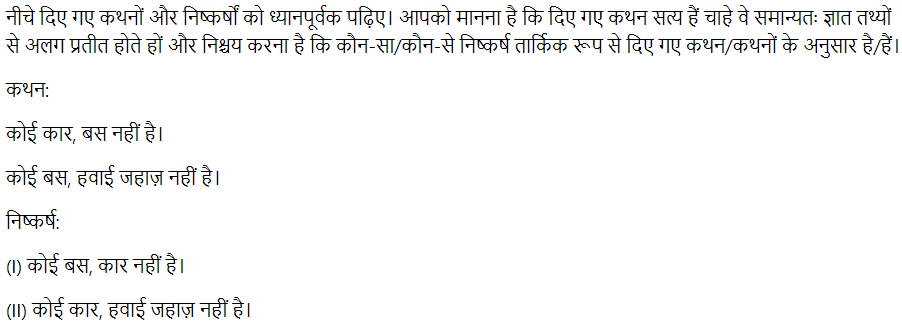 नीचे दिए गए कथनों और निष्कर्षों को ध्यानपूर्वक पढ़िए। आपको मानना है कि दिए गए कथन सत्य हैं चाहे वे समान्यतः ज्ञात तथ्यों
से अलग प्रतीत होते हों और निश्चय करना है कि कौन-सा/कौन-से निष्कर्ष तार्किक रूप से दिए गए कथन/कथनों के अनुसार है/हैं।
कथन:
कोई कार, बस नहीं है।
कोई बस, हवाई जहाज़ नहीं है।
निष्कर्ष:
(I) कोई बस, कार नहीं है।
(II) कोई कार, हवाई जहाज़ नहीं है।